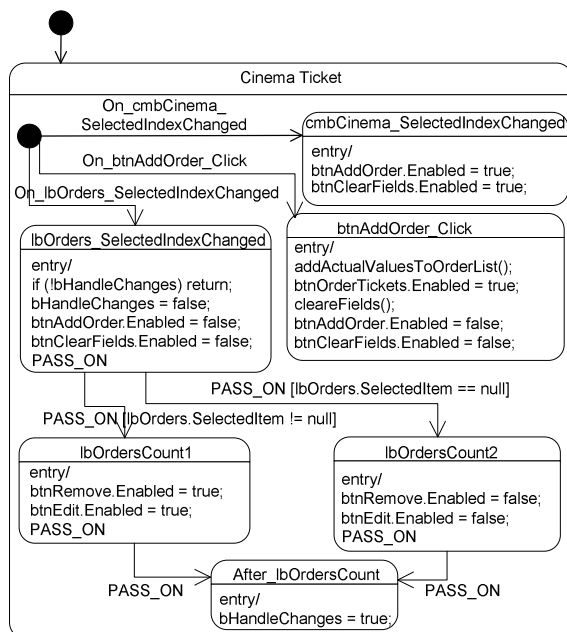 Cinema Ticket
On_cmbCinema_
SelectedIndexChanged
cmbCinema_SelectedIndexChanged
entry/
btnAddOrder.Enabled = true;
btnClearFields.Enabled = true;
On_btnAddOrder_Click
On_lbOrders_SelectedIndexChanged
lbOrders_SelectedIndexChanged
entry/
if (!bHandleChanges) return;
bHandleChanges = false;
btnAddOrder.Enabled = false;
btnClearFields.Enabled = false;
PASS_ON
btnAddOrder_Click
entry/
addActualValuesToOrderList();
btnOrderTickets.Enabled = true;
cleareFields();
btnAddOrder.Enabled = false;
btnClearFields.Enabled = false;
PASS_ON [lbOrders.SelectedItem == null]
PASS_ON [lbOrders.SelectedItem != null]
lbOrdersCount1
entry/
btnRemove.Enabled = true;
btnEdit.Enabled = true;
PASS_ON
lbOrdersCount2
entry/
btnRemove.Enabled = false;
btnEdit.Enabled = false;
PASS_ON
PASS_ON
After_lbOrdersCount
entry/
bHandleChanges = true;
PASS_ON